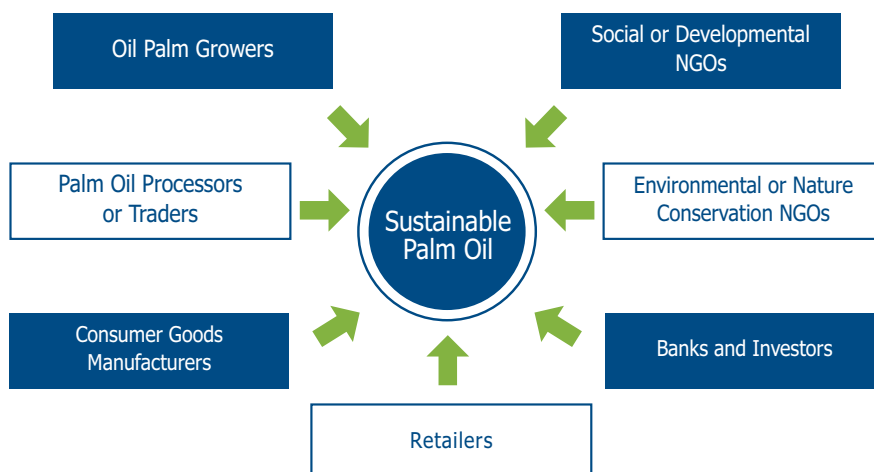 Oil Palm Growers
Social or Developmental
NGOs
Palm Oil Processors
or Traders
Sustainable
Palm Oil
Environmental or Nature
Conservation NGOs
Consumer Goods
Manufacturers
Banks and Investors
Retailers